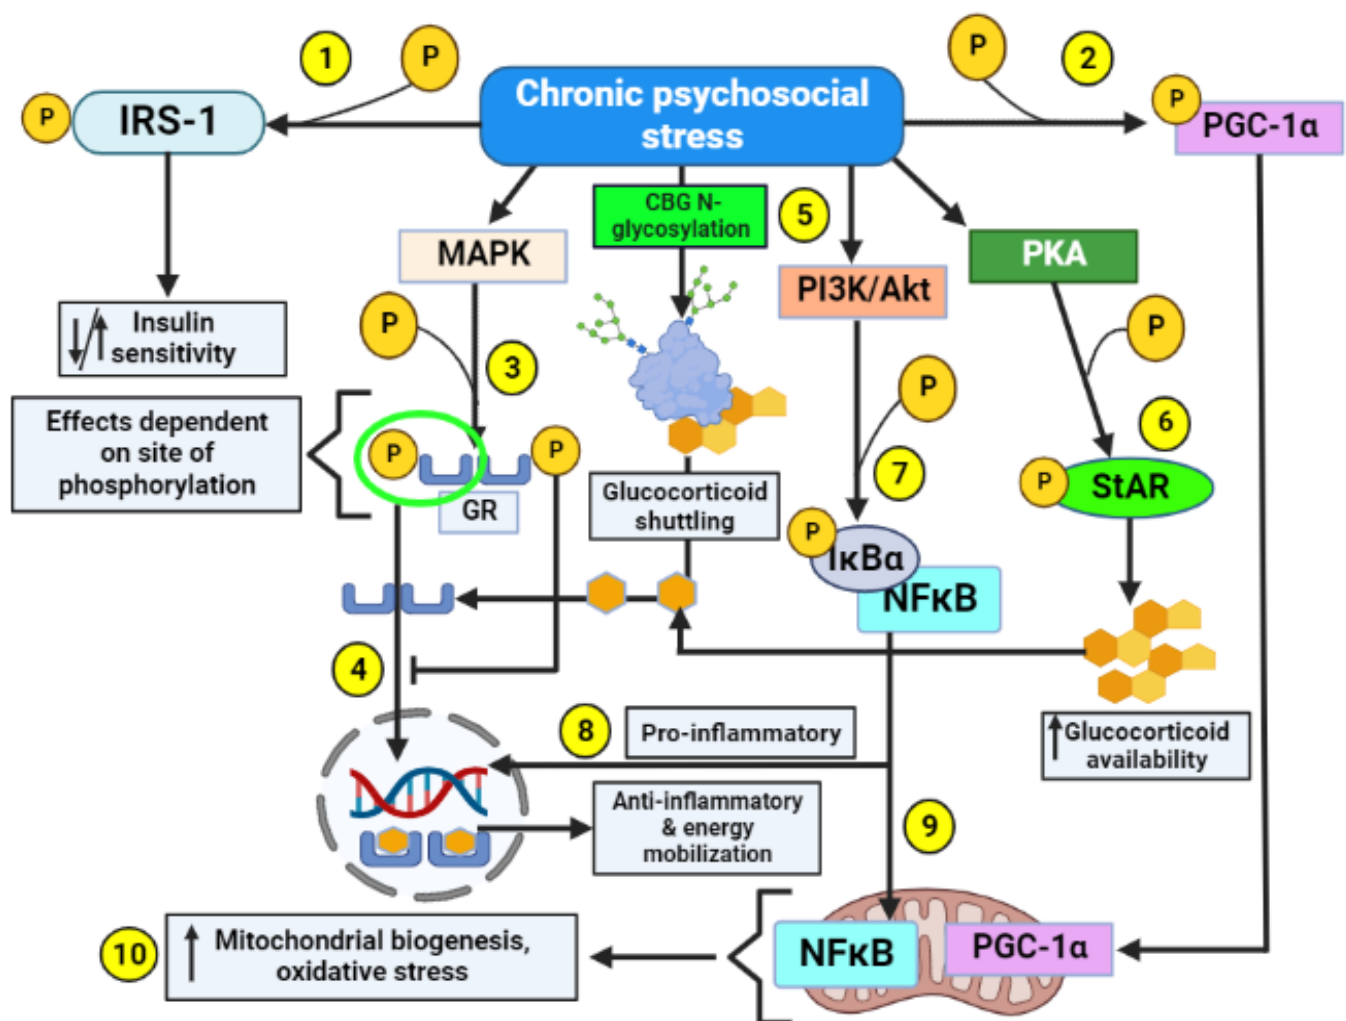 1
P
P
2
Chronic psychosocial
stress
P
IRS-1
P
PGC-1α
CBG N-
glycosylation
5
MAPK
PI3K/Akt
PKA
Insulin
sensitivity
P
3
P
P
Effects dependent
on site of
phosphorylation
P
P
GR
Glucocorticoid
shuttling
7
6
P
StAR
P
IκBα
NFκB
4
8
Pro-inflammatory
Glucocorticoid
availability
Anti-inflammatory
& energy
mobilization
9
10
Mitochondrial biogenesis,
oxidative stress
NFκB
PGC-1α